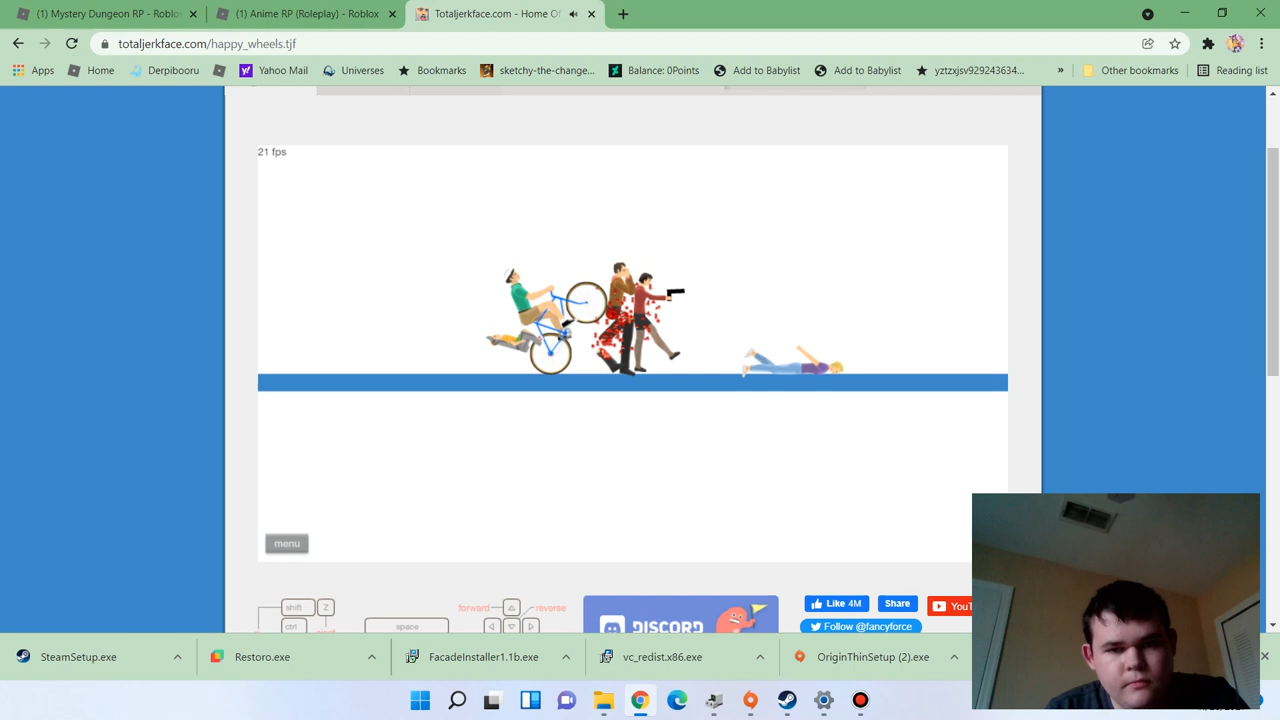 (1) Mystery Dungeon RP - Roblox
(1) Anime RP (Roleplay) - Roblox
Totaljerkface.com - Home Of
totaljerkface.com/happy_wheels.tjf
Apps
Home
Derpibooru
Yahoo Mail
Universes
Bookmarks
sketchy-the-change...
Balance: 0Points
Add to Babylist
Add to Babylist
yztzxjsv929243634...
»
Other bookmarks
Reading list
21 fps
menu
shift
Z
ctrl
space
forward
reverse
DISCORD
Like 4M
Share
YouT
Follow @fancyforce
SteamSetup.exe
Restoro.exe
FacadeInstaller1.1b.exe
vc_redist.x86.exe
OriginThinSetup (2).exe